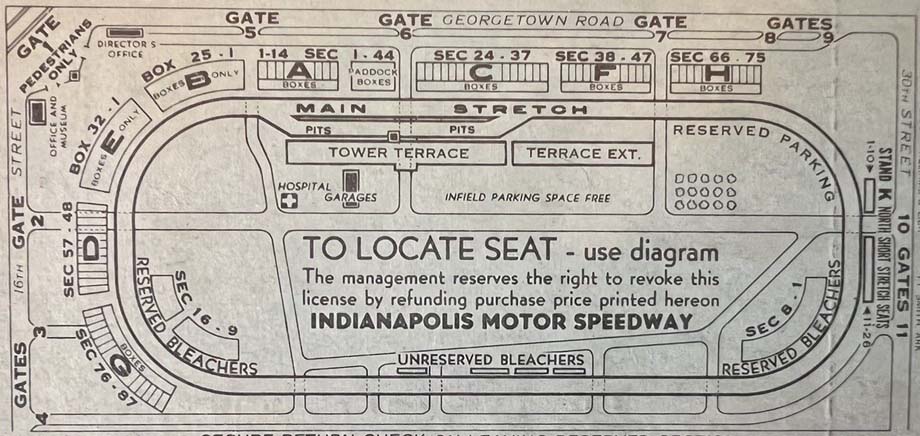 GATE GATE GEORGETOWN ROAD GATE GATES
5 6 7 8 9
GATE
1
PEDESTRIANS
ONLY
DIRECTOR'S
OFFICE
OFFICE AND
MUSEUM
BOX 25 - 1
BOXES B ONLY
1-14 SEC 1 - 44
A
BOXES
PADDOCK
BOXES
SEC 24 - 37
C
BOXES
SEC 38 - 47
F
BOXES
SEC 66 - 75
H
BOXES
BOX 32 - 1
BOXES E ONLY
MAIN STRETCH
PITS PITS
TOWER TERRACE TERRACE EXT.
RESERVED PARKING
HOSPITAL
GARAGES
INFIELD PARKING SPACE FREE
30TH STREET
1-10
STAND K NORTH SHORT STRETCH SEATS
11-26
10 GATES 11
16TH STREET
GATE
2
SEC 57 - 48
D
RESERVED BLEACHERS
SEC 16 - 9
TO LOCATE SEAT - use diagram
The management reserves the right to revoke this
license by refunding purchase price printed hereon
INDIANAPOLIS MOTOR SPEEDWAY
SEC 8 - 1
RESERVED BLEACHERS
UNRESERVED BLEACHERS
GATES
3
4
BOXES
G
SEC 76 - 87